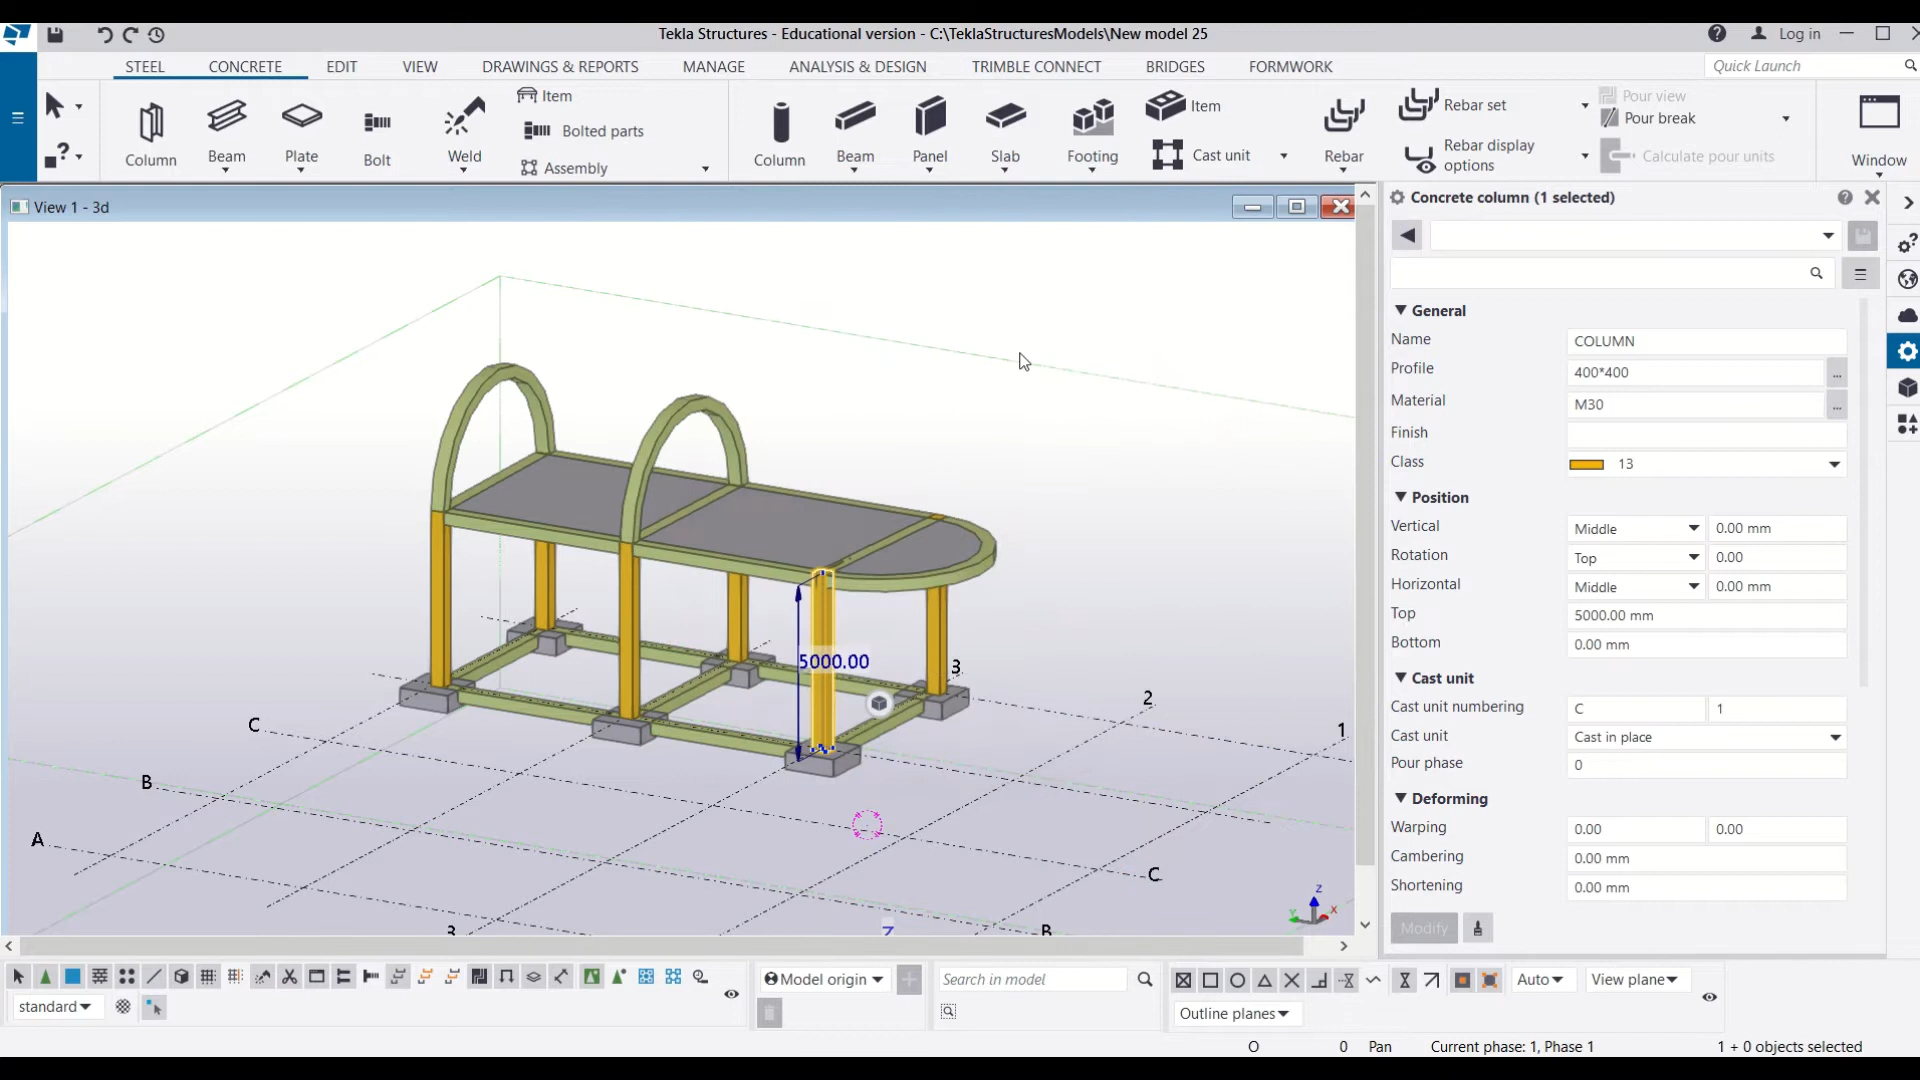 Tekla Structures - Educational version - C:\TeklaStructuresModels\New model 25
Log in
STEEL CONCRETE EDIT VIEW DRAWINGS & REPORTS MANAGE ANALYSIS & DESIGN TRIMBLE CONNECT BRIDGES FORMWORK
Quick Launch
Column
Beam
Plate
Bolt
Weld
Item
Bolted parts
Assembly
Column
Beam
Panel
Slab
Footing
Item
Cast unit
Rebar
Rebar set
Rebar display
options
Pour view
Pour break
Calculate pour units
Window
View 1 - 3d
5000.00
3
2
1
C
B
A
C
B
3
Z
Z
X
Y
Concrete column (1 selected)
General
Name COLUMN
Profile 400*400 ...
Material M30 ...
Finish
Class 13
Position
Vertical Middle 0.00 mm
Rotation Top 0.00
Horizontal Middle 0.00 mm
Top 5000.00 mm
Bottom 0.00 mm
Cast unit
Cast unit numbering C 1
Cast unit Cast in place
Pour phase 0
Deforming
Warping 0.00 0.00
Cambering 0.00 mm
Shortening 0.00 mm
Modify
Model origin
Search in model
Auto
View plane
standard
Outline planes
O 0 Pan Current phase: 1, Phase 1 1 + 0 objects selected